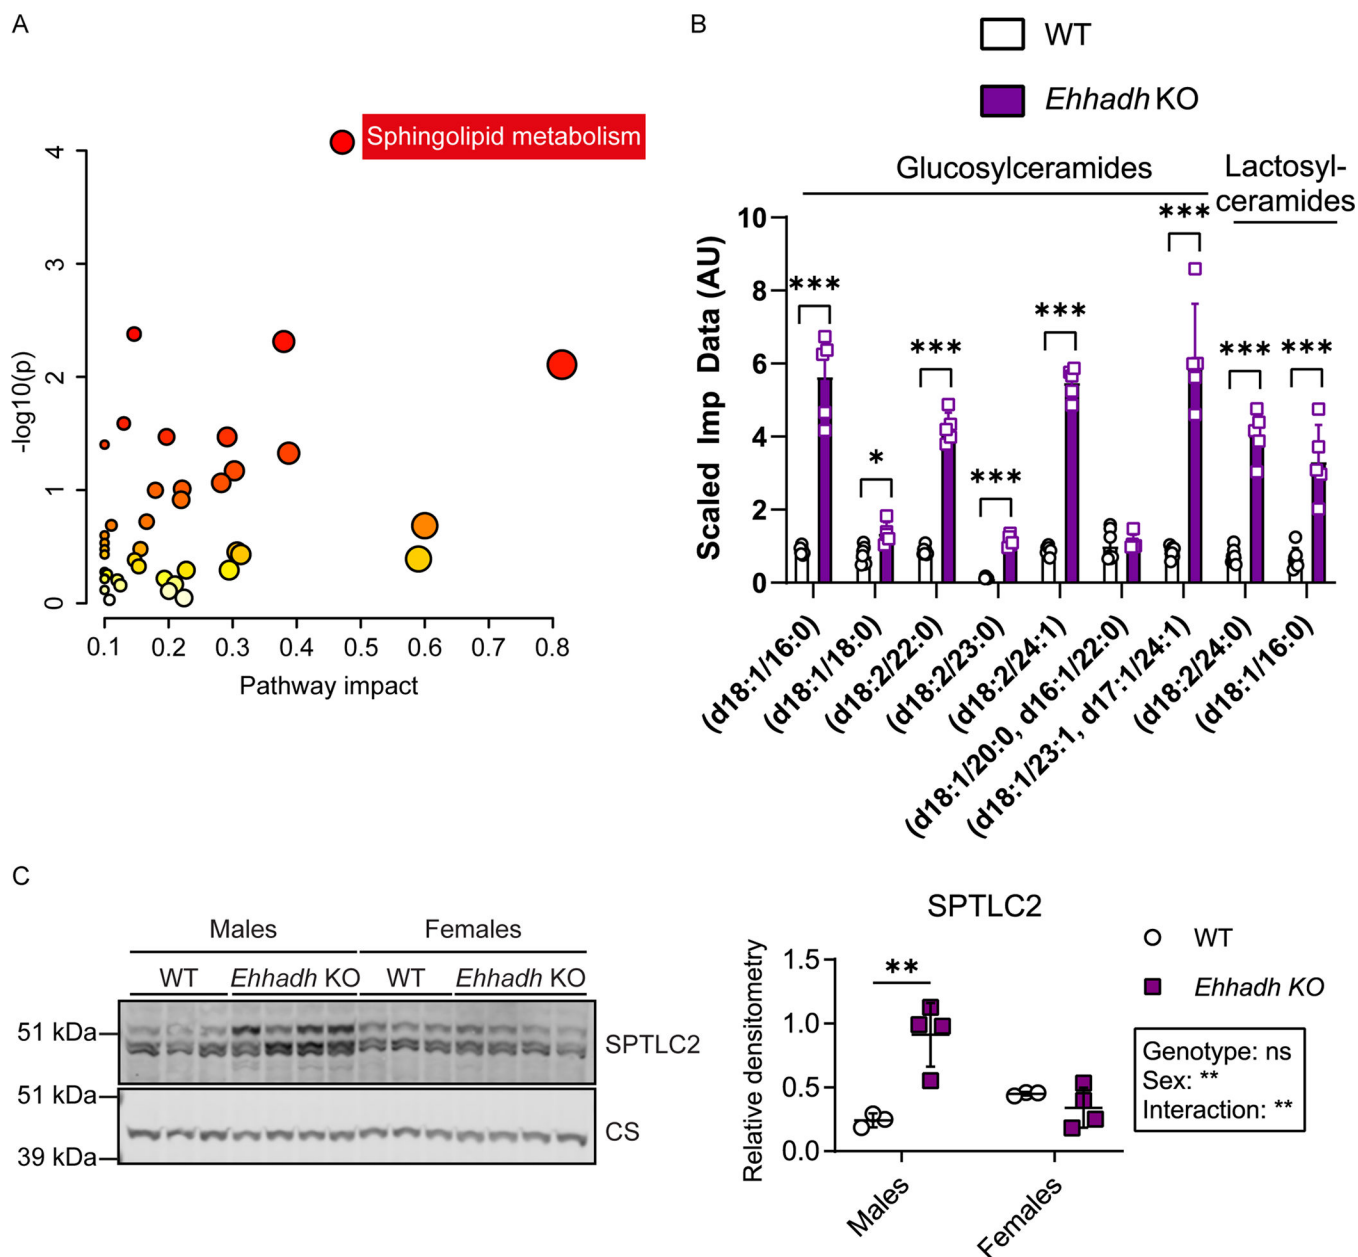 A
Sphingolipid metabolism
4
3
2
1
0
-log10(p)
0.1 0.2 0.3 0.4 0.5 0.6 0.7 0.8
Pathway impact
B
WT
Ehhadh KO
Glucosylceramides
Lactosyl-
ceramides
Scaled Imp Data (AU)
10
8
6
4
2
0
*** * *** *** *** *** *** ***
(d18:1/16:0)
(d18:1/18:0)
(d18:2/22:0)
(d18:2/23:0)
(d18:2/24:1)
(d18:1/20:0, d16:1/22:0)
(d18:1/23:1, d17:1/24:1)
(d18:2/24:0)
(d18:1/16:0)
C
Males Females
WT Ehhadh KO WT Ehhadh KO
51 kDa
SPTLC2
51 kDa
CS
39 kDa
SPTLC2
Relative densitometry
1.5
1.0
0.5
0.0
**
Males
Females
WT
Ehhadh KO
Genotype: ns
Sex: **
Interaction: **